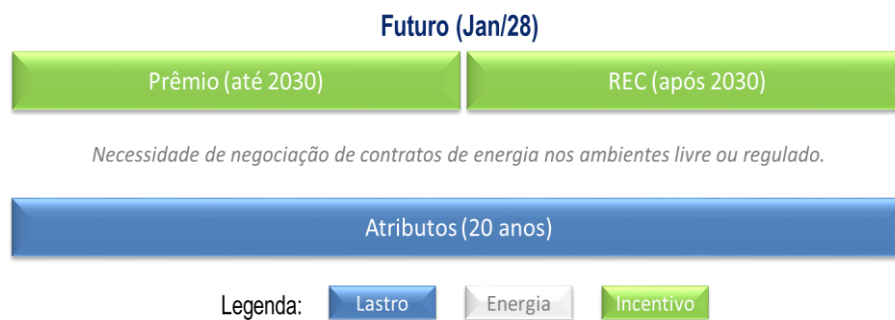 Futuro (Jan/28)
Prêmio (até 2030)
REC (após 2030)
Necessidade de negociação de contratos de energia nos ambientes livre ou regulado.
Atributos (20 anos)
Legenda:
Lastro
Energia
Incentivo